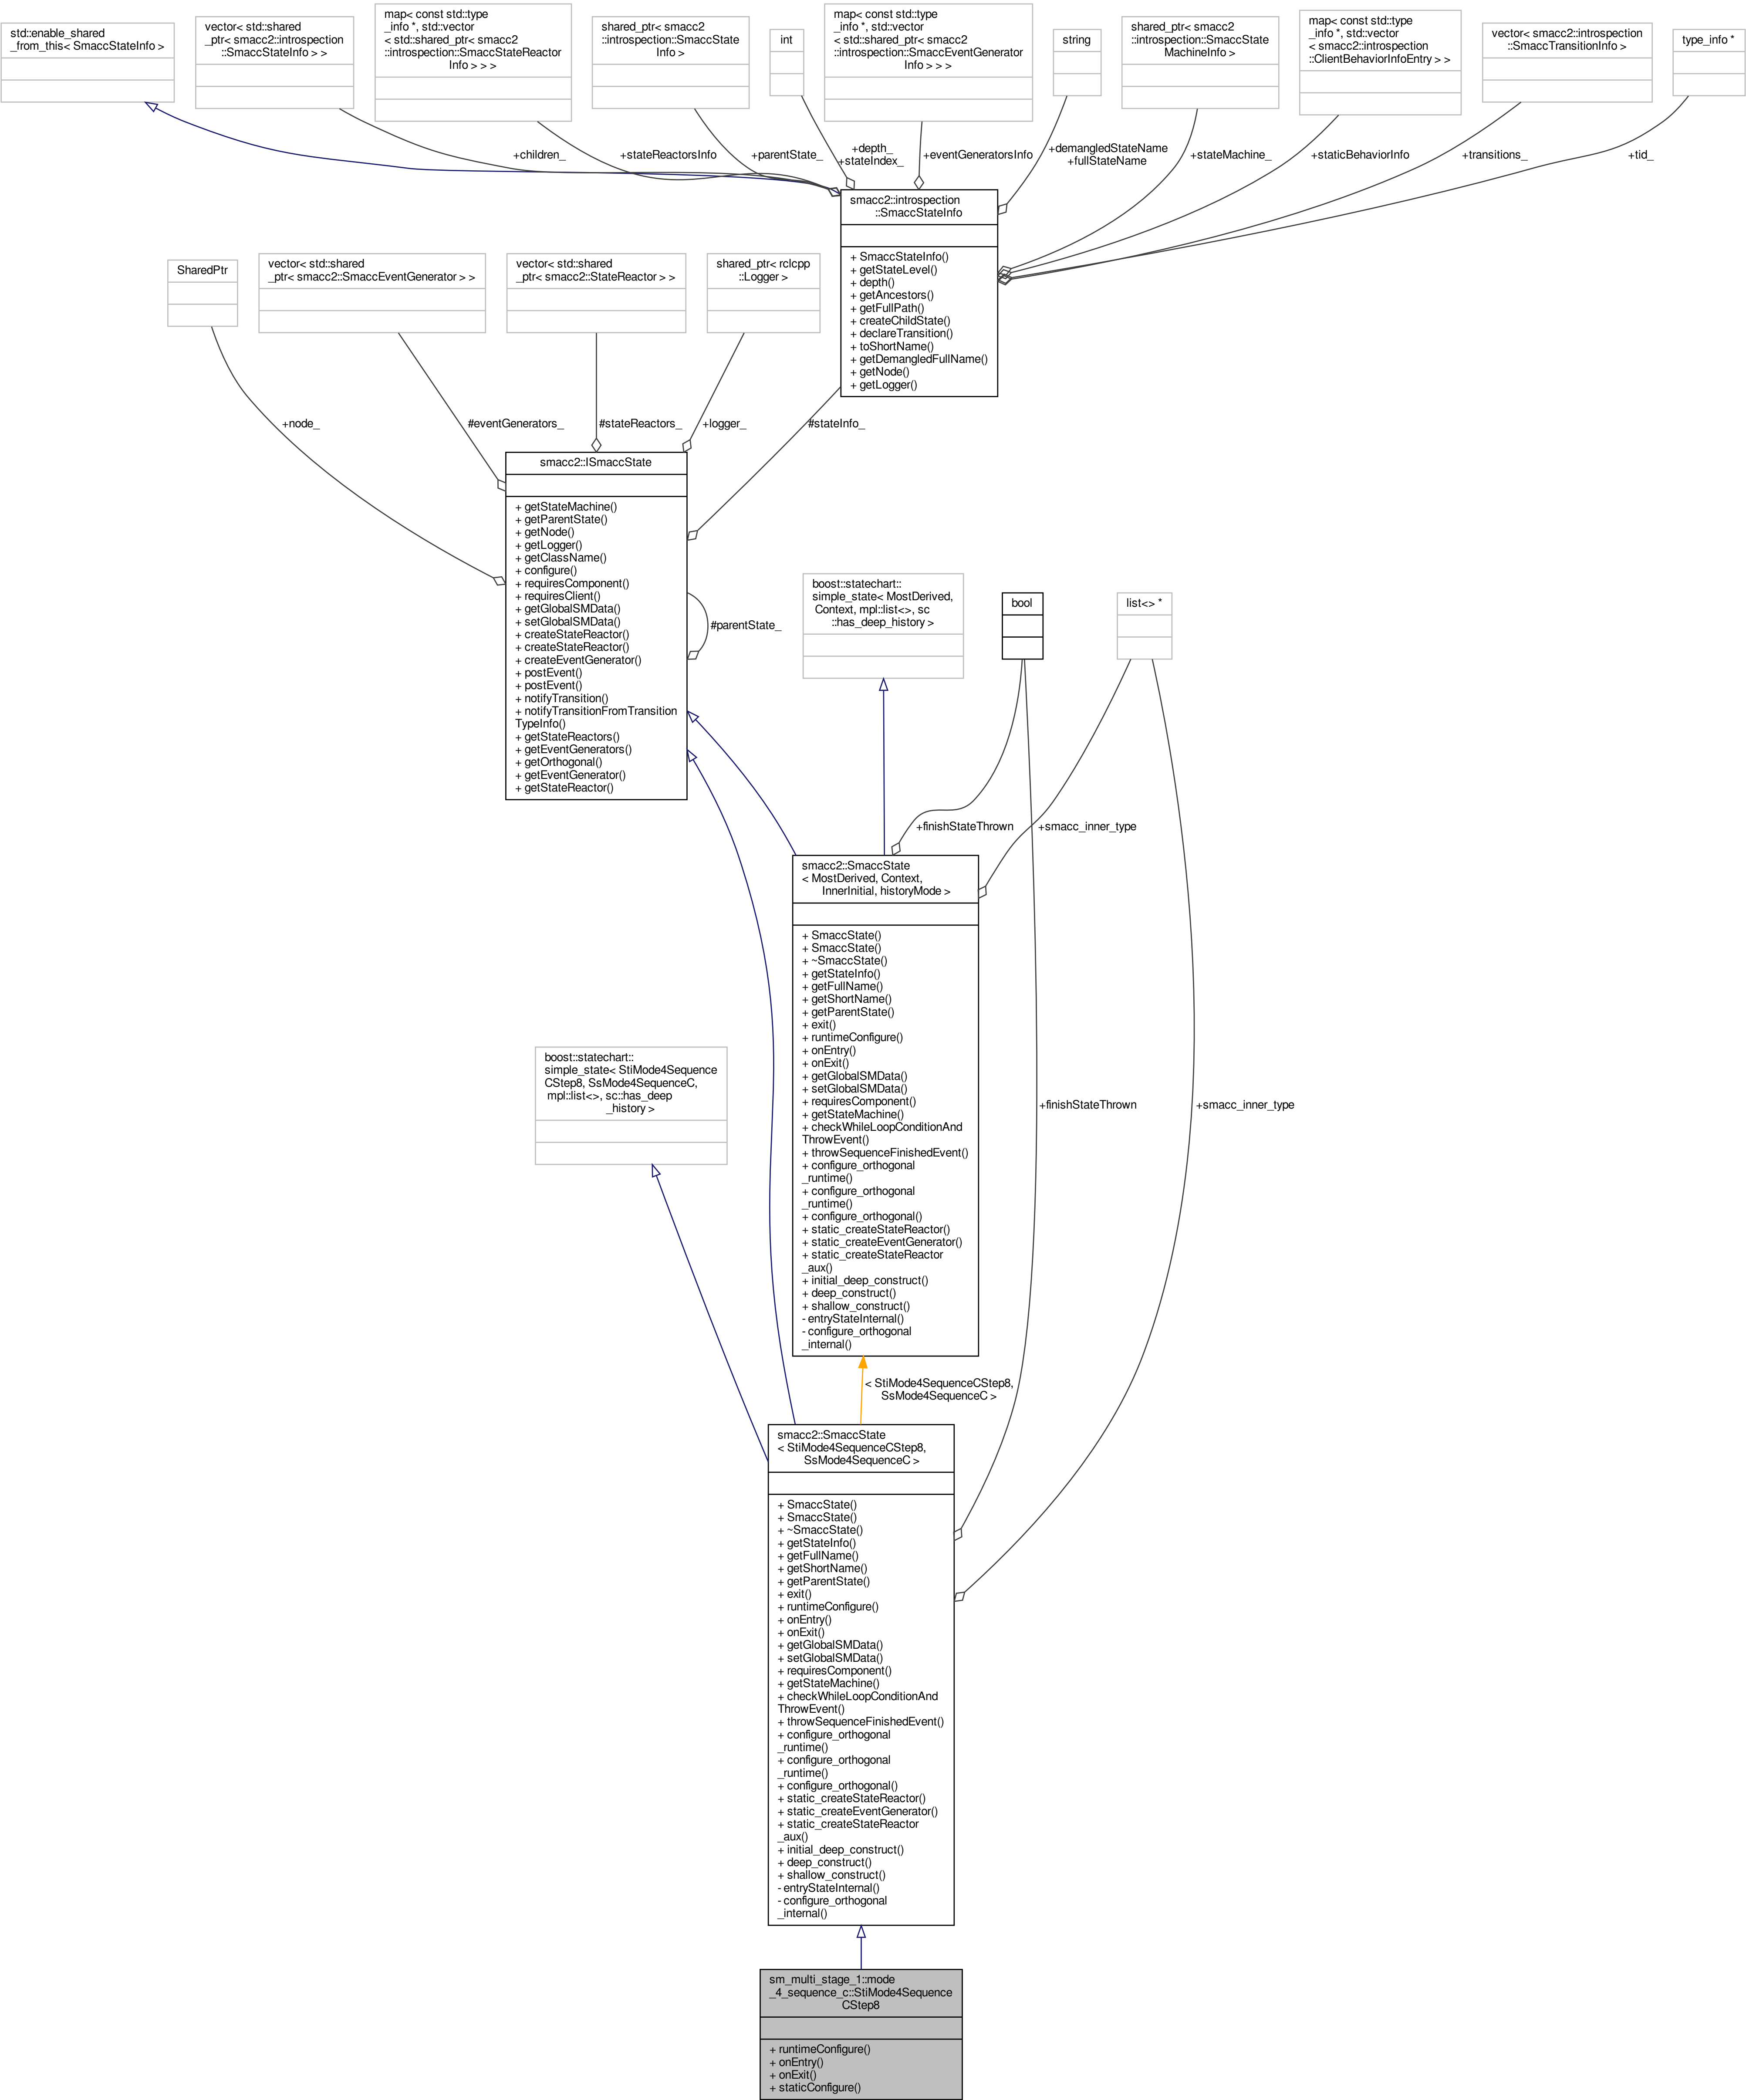 std::enable_shared
_from_this< SmaccStateInfo >
vector< std::shared
_ptr< smacc2::introspection
::SmaccStateInfo > >
map< const std::type
_info *, std::vector
< std::shared_ptr< smacc2
::introspection::SmaccStateReactor
Info > > >
shared_ptr< smacc2
::introspection::SmaccState
Info >
int
map< const std::type
_info *, std::vector
< std::shared_ptr< smacc2
::introspection::SmaccEventGenerator
Info > > >
string
shared_ptr< smacc2
::introspection::SmaccState
MachineInfo >
map< const std::type
_info *, std::vector
< smacc2::introspection
::ClientBehaviorInfoEntry > >
vector< smacc2::introspection
::SmaccTransitionInfo >
type_info *
+children_
+stateReactorsInfo
+parentState_
+depth_
+stateIndex_
+eventGeneratorsInfo
+demangledStateName
+fullStateName
+stateMachine_
+staticBehaviorInfo
+transitions_
+tid_
smacc2::introspection
::SmaccStateInfo
+ SmaccStateInfo()
+ getStateLevel()
+ depth()
+ getAncestors()
+ getFullPath()
+ createChildState()
+ declareTransition()
+ toShortName()
+ getDemangledFullName()
+ getNode()
+ getLogger()
SharedPtr
vector< std::shared
_ptr< smacc2::SmaccEventGenerator > >
vector< std::shared
_ptr< smacc2::StateReactor > >
shared_ptr< rclcpp
::Logger >
+node_
#eventGenerators_
#stateReactors_
+logger_
#stateInfo_
smacc2::ISmaccState
+ getStateMachine()
+ getParentState()
+ getNode()
+ getLogger()
+ getClassName()
+ configure()
+ requiresComponent()
+ requiresClient()
+ getGlobalSMData()
+ setGlobalSMData()
+ createStateReactor()
+ createStateReactor()
+ createEventGenerator()
+ postEvent()
+ postEvent()
+ notifyTransition()
+ notifyTransitionFromTransition
TypeInfo()
+ getStateReactors()
+ getEventGenerators()
+ getOrthogonal()
+ getEventGenerator()
+ getStateReactor()
#parentState_
boost::statechart::
simple_state< MostDerived,
Context, mpl::list<>, sc
::has_deep_history >
bool
list<> *
+finishStateThrown
+smacc_inner_type
smacc2::SmaccState
< MostDerived, Context,
InnerInitial, historyMode >
+ SmaccState()
+ SmaccState()
+ ~SmaccState()
+ getStateInfo()
+ getFullName()
+ getShortName()
+ getParentState()
+ exit()
+ runtimeConfigure()
+ onEntry()
+ onExit()
+ getGlobalSMData()
+ setGlobalSMData()
+ requiresComponent()
+ getStateMachine()
+ checkWhileLoopConditionAnd
ThrowEvent()
+ throwSequenceFinishedEvent()
+ configure_orthogonal
_runtime()
+ configure_orthogonal
_runtime()
+ configure_orthogonal()
+ static_createStateReactor()
+ static_createEventGenerator()
+ static_createStateReactor
_aux()
+ initial_deep_construct()
+ deep_construct()
+ shallow_construct()
- entryStateInternal()
- configure_orthogonal
_internal()
boost::statechart::
simple_state< StiMode4Sequence
CStep8, SsMode4SequenceC,
mpl::list<>, sc::has_deep
_history >
+finishStateThrown
+smacc_inner_type
< StiMode4SequenceCStep8,
SsMode4SequenceC >
smacc2::SmaccState
< StiMode4SequenceCStep8,
SsMode4SequenceC >
+ SmaccState()
+ SmaccState()
+ ~SmaccState()
+ getStateInfo()
+ getFullName()
+ getShortName()
+ getParentState()
+ exit()
+ runtimeConfigure()
+ onEntry()
+ onExit()
+ getGlobalSMData()
+ setGlobalSMData()
+ requiresComponent()
+ getStateMachine()
+ checkWhileLoopConditionAnd
ThrowEvent()
+ throwSequenceFinishedEvent()
+ configure_orthogonal
_runtime()
+ configure_orthogonal
_runtime()
+ configure_orthogonal()
+ static_createStateReactor()
+ static_createEventGenerator()
+ static_createStateReactor
_aux()
+ initial_deep_construct()
+ deep_construct()
+ shallow_construct()
- entryStateInternal()
- configure_orthogonal
_internal()
sm_multi_stage_1::mode
_4_sequence_c::StiMode4Sequence
CStep8
+ runtimeConfigure()
+ onEntry()
+ onExit()
+ staticConfigure()